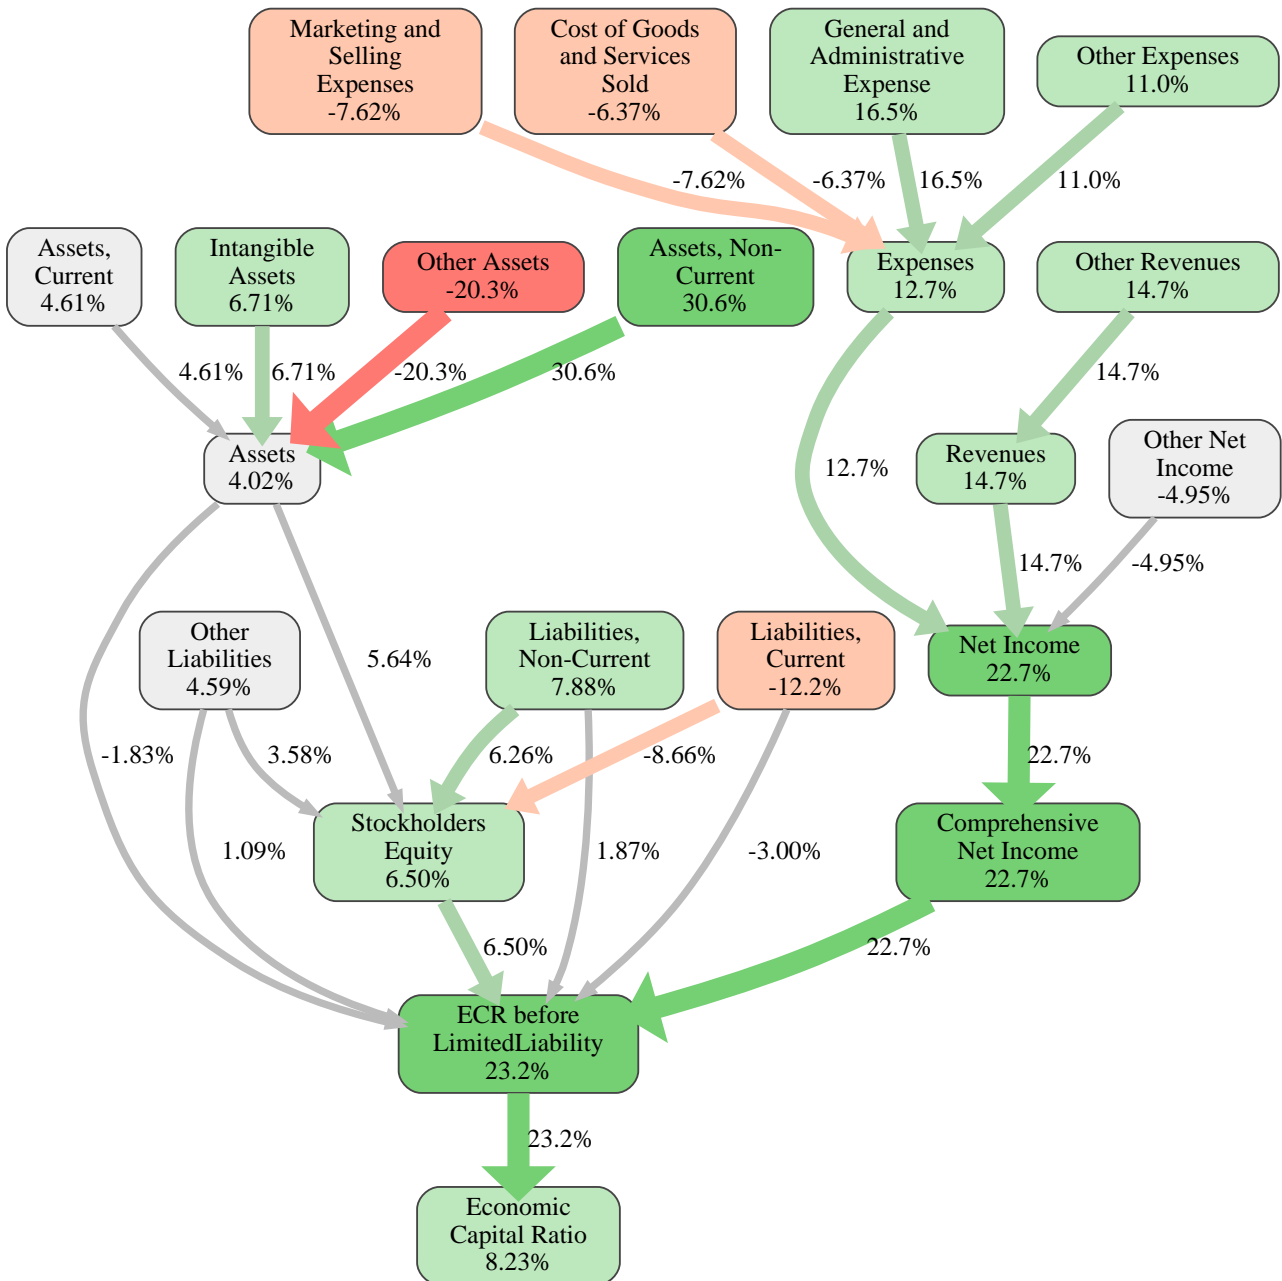 Marketing and
Selling
Expenses
-7.62%
Cost of Goods
and Services
Sold
-6.37%
General and
Administrative
Expense
16.5%
Other Expenses
11.0%
-7.62%
-6.37%
16.5%
11.0%
Assets,
Current
4.61%
Intangible
Assets
6.71%
Other Assets
-20.3%
Assets, Non-
Current
30.6%
Expenses
12.7%
Other Revenues
14.7%
4.61%
6.71%
-20.3%
30.6%
14.7%
Assets
4.02%
12.7%
Revenues
14.7%
Other Net
Income
-4.95%
14.7%
-4.95%
Other
Liabilities
4.59%
5.64%
Liabilities,
Non-Current
7.88%
Liabilities,
Current
-12.2%
Net Income
22.7%
-1.83%
3.58%
6.26%
-8.66%
22.7%
Stockholders
Equity
6.50%
1.09%
1.87%
-3.00%
Comprehensive
Net Income
22.7%
6.50%
22.7%
ECR before
LimitedLiability
23.2%
23.2%
Economic
Capital Ratio
8.23%